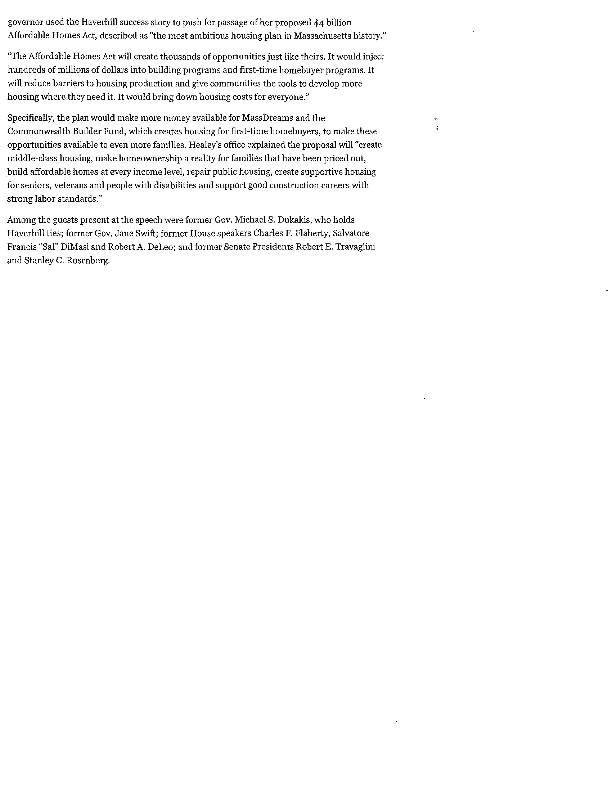 governor used the Haverhill success story to push for passage of her proposed $4 billion
Affordable Homes Act, described as "the most ambitious housing plan in Massachusetts history."
"The Affordable Homes Act will create thousands of opportunities just like theirs. It would inject
hundreds of millions of dollars into building programs and first-time homebuyer programs. It
will reduce barriers to housing production and give communities the tools to develop more
housing where they need it. It would bring down housing costs for everyone."
Specifically, the plan would make more money available for MassDreams and the
Commonwealth Builder Fund, which creates housing for first-time homebuyers, to make these
opportunities available to even more families. Healey's office explained the proposal will "create
middle-class housing, make homeownership a reality for families that have been priced out,
build affordable homes at every income level, repair public housing, create supportive housing
for seniors, veterans and people with disabilities and support good construction careers with
strong labor standards."
Among the guests present at the speech were former Gov. Michael S. Dukakis, who holds
Haverhill ties; former Gov. Jane Swift; former House speakers Charles F. Flaherty, Salvatore
Francis "Sal" DiMasi and Robert A. DeLeo; and former Senate Presidents Robert E. Travaglini
and Stanley C. Rosenberg.